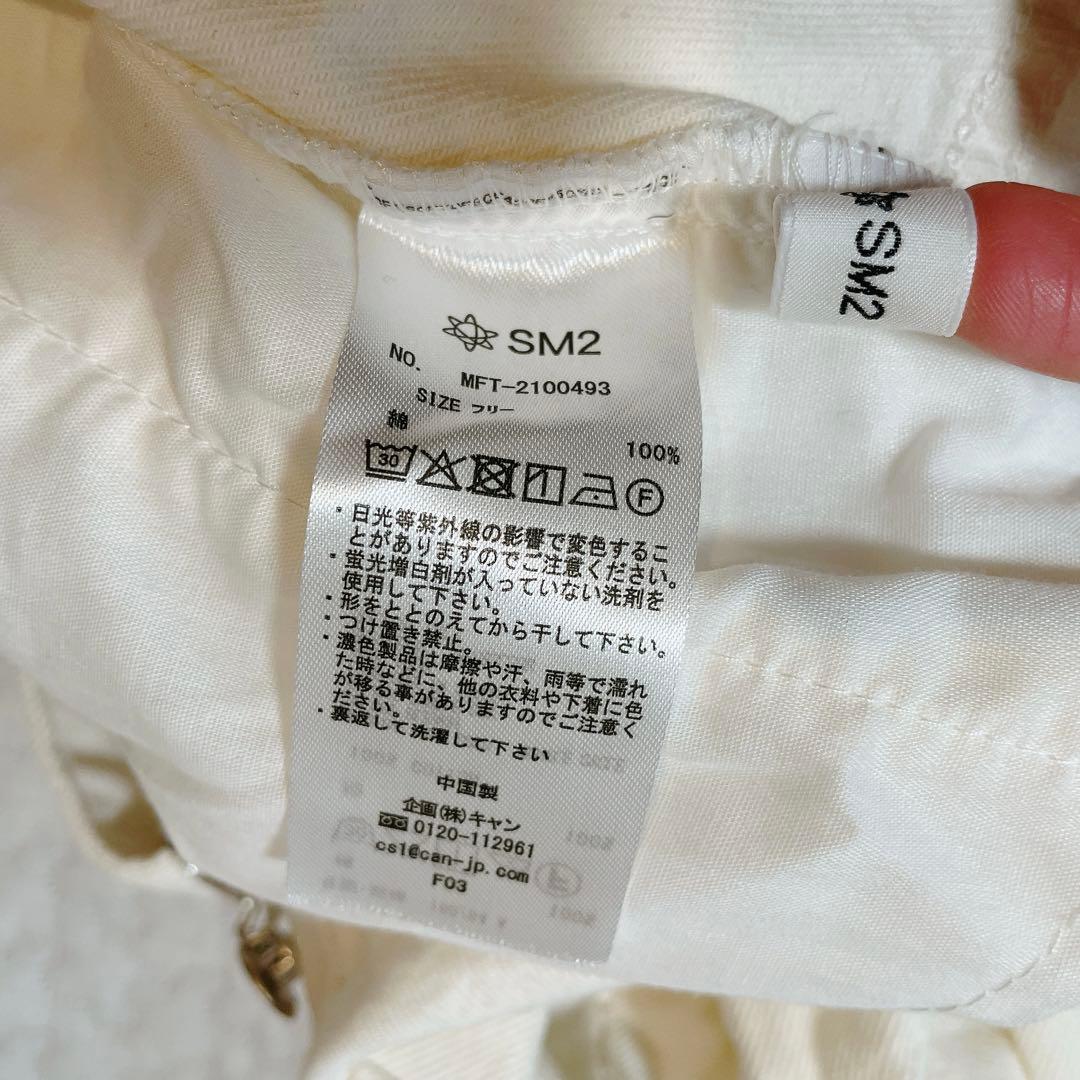 SM2
SM2
NO.
MFT-2100493
SIZE フリー
綿
100%
30
F
・日光等紫外線の影響で変色するこ
とがありますのでご注意ください。
・蛍光増白剤が入っていない洗剤を
使用して下さい。
・形をととのえてから干して下さい。
・つけ置き禁止。
・濃色製品は摩擦や汗、雨等で濡れ
た時などに、他の衣料や下着に色
が移る事がありますのでご注意く
ださい。
・裏返して洗濯して下さい
中国製
企画(株)キャン
0120-112961
cs1@can-jp.com
F03